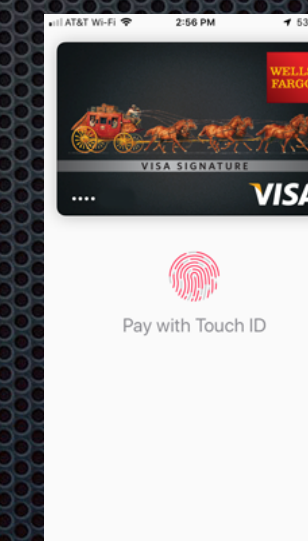 AT&T Wi-Fi 2:56 PM 53
WELLS
FARGO
VISA SIGNATURE
•••• VISA
Pay with Touch ID